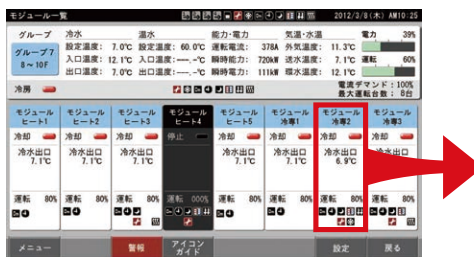 モジュール一覧 2012/3/8(木) AM10:25
グループ 冷水 温水 能力・電力 気温・水温 電力 39%
グループ7 設定温度: 7.0℃ 設定温度: 60.0℃ 運転電流: 378A 外気温度: 11.3℃
8～10F 入口温度: 12.1℃ 入口温度: ---.-℃ 瞬時能力: 720kW 送水温度: 7.1℃ 運転 60%
出口温度: 7.0℃ 出口温度: ---.-℃ 瞬時電力: 111kW 還水温度: 12.1℃
冷房 電流デマンド: 100%
最大運転台数: 8台
モジュール モジュール モジュール モジュール モジュール モジュール モジュール モジュール
ヒート1 ヒート2 ヒート3 ヒート4 ヒート5 冷専1 冷専2 冷専3
冷却 冷却 冷却 停止 冷却 冷却 冷却 冷却
冷水出口 冷水出口 冷水出口 冷水出口 冷水出口 冷水出口 冷水出口
7.1℃ 7.1℃ 7.1℃ 7.1℃ 7.1℃ 6.9℃ 7.1℃
運転 80% 運転 80% 運転 80% 運転 000% 運転 80% 運転 80% 運転 80% 運転 80%
メニュー 警報 アイコン
ガイド 設定 戻る